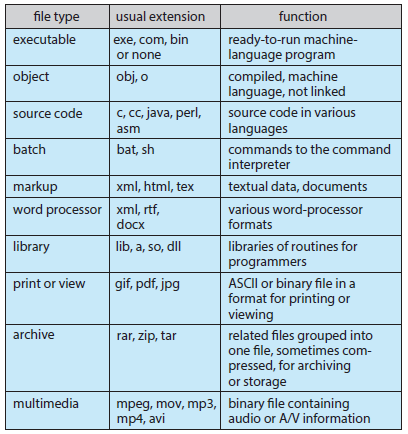 file type usual extension function
executable exe, com, bin ready-to-run machine-
or none language program
object obj, o compiled, machine
language, not linked
source code c, cc, java, perl, source code in various
asm languages
batch bat, sh commands to the command
interpreter
markup xml, html, tex textual data, documents
word processor xml, rtf, various word-processor
docx formats
library lib, a, so, dll libraries of routines for
programmers
print or view gif, pdf, jpg ASCII or binary file in a
format for printing or
viewing
archive rar, zip, tar related files grouped into
one file, sometimes com-
pressed, for archiving
or storage
multimedia mpeg, mov, mp3, binary file containing
mp4, avi audio or A/V information